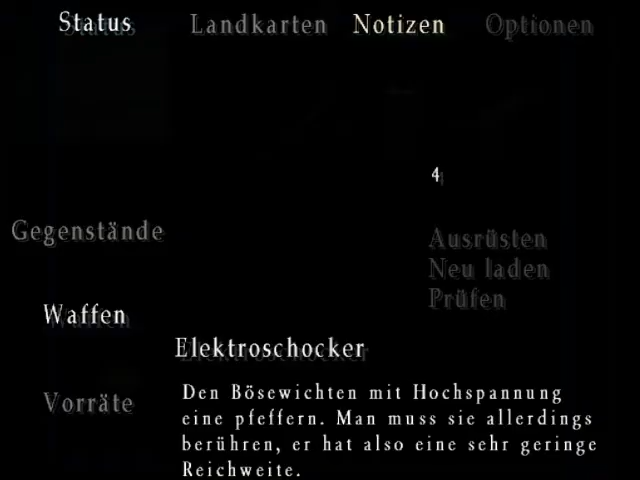 Status Landkarten Notizen Optionen
4
Gegenstände
Ausrüsten
Neu laden
Prüfen
Waffen
Elektroschocker
Vorräte
Den Bösewichten mit Hochspannung
eine pfeffern. Man muss sie allerdings
berühren, er hat also eine sehr geringe
Reichweite.